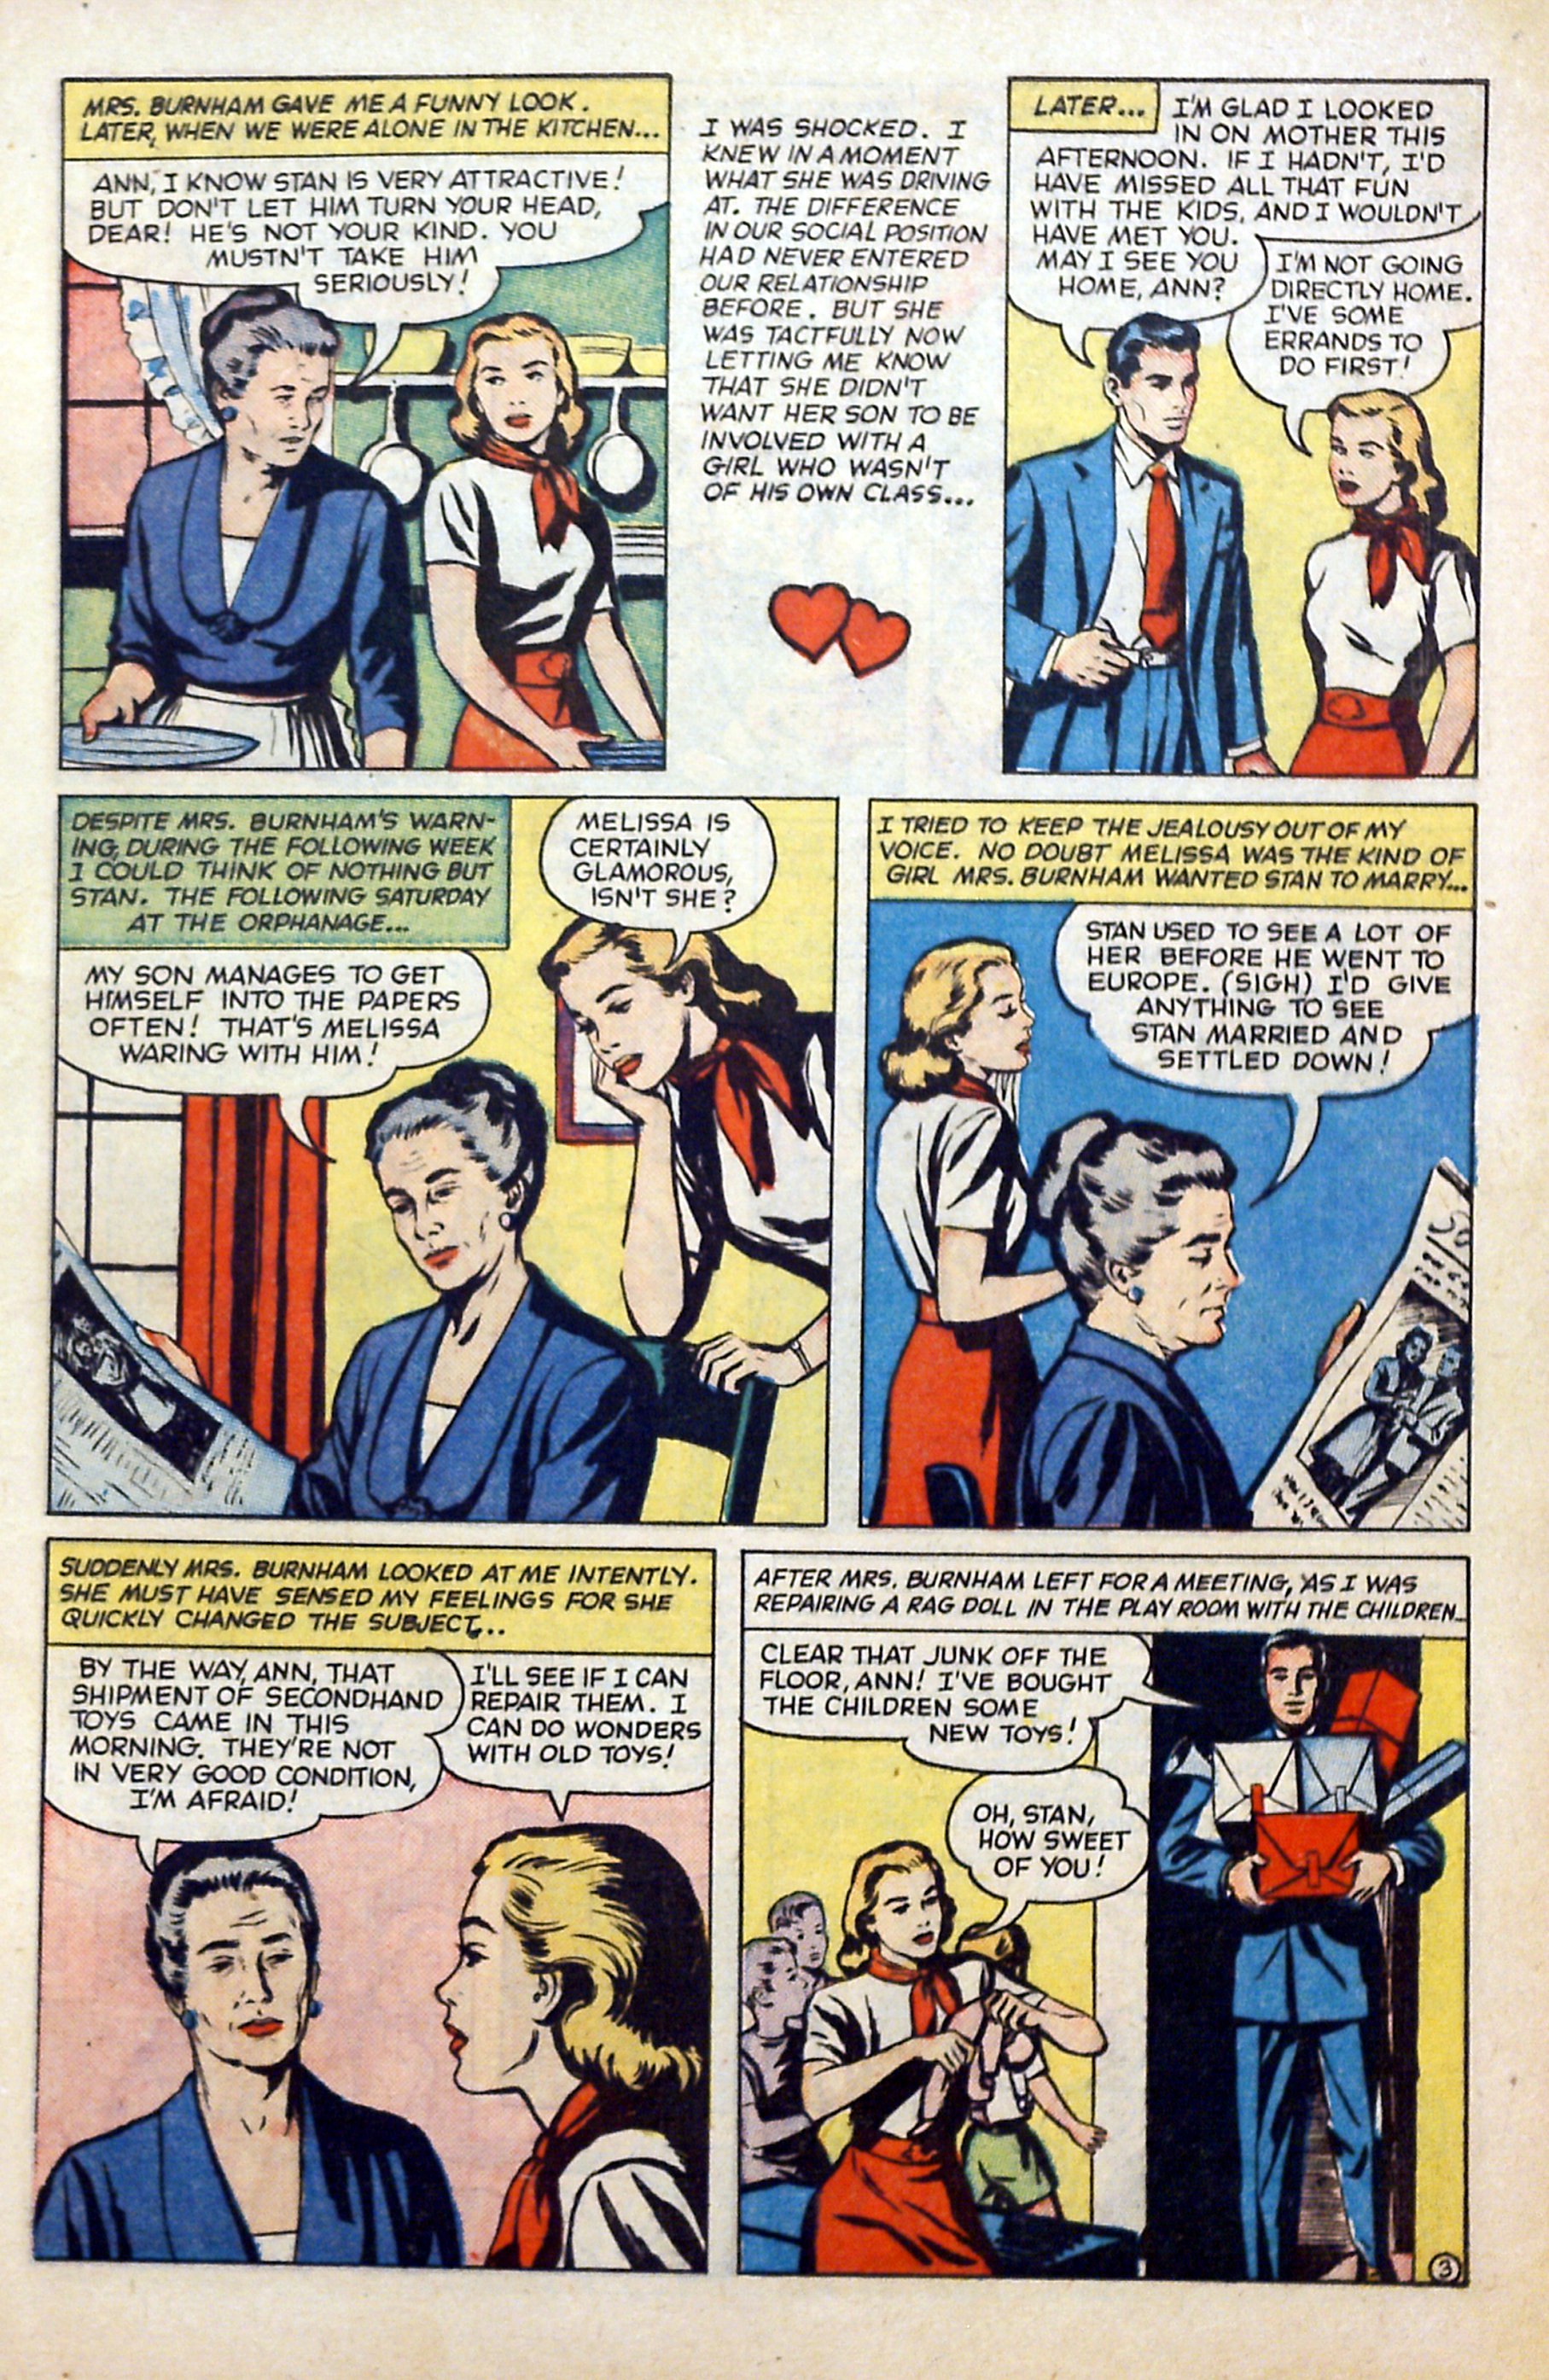 MRS. BURNHAM GAVE ME A FUNNY LOOK.
LATER, WHEN WE WERE ALONE IN THE KITCHEN...
ANN, I KNOW STAN IS VERY ATTRACTIVE!
BUT DON'T LET HIM TURN YOUR HEAD,
DEAR! HE'S NOT YOUR KIND. YOU
MUSTN'T TAKE HIM
SERIOUSLY!
I WAS SHOCKED. I
KNEW IN A MOMENT
WHAT SHE WAS DRIVING
AT. THE DIFFERENCE
IN OUR SOCIAL POSITION
HAD NEVER ENTERED
OUR RELATIONSHIP
BEFORE. BUT SHE
WAS TACTFULLY NOW
LETTING ME KNOW
THAT SHE DIDN'T
WANT HER SON TO BE
INVOLVED WITH A
GIRL WHO WASN'T
OF HIS OWN CLASS...
LATER...
I'M GLAD I LOOKED
IN ON MOTHER THIS
AFTERNOON. IF I HADN'T, I'D
HAVE MISSED ALL THAT FUN
WITH THE KIDS, AND I WOULDN'T
HAVE MET YOU.
MAY I SEE YOU
HOME, ANN?
I'M NOT GOING
DIRECTLY HOME.
I'VE SOME
ERRANDS TO
DO FIRST!
DESPITE MRS. BURNHAM'S WARN-
ING, DURING THE FOLLOWING WEEK
I COULD THINK OF NOTHING BUT
STAN. THE FOLLOWING SATURDAY
AT THE ORPHANAGE...
MY SON MANAGES TO GET
HIMSELF INTO THE PAPERS
OFTEN! THAT'S MELISSA
WARING WITH HIM!
MELISSA IS
CERTAINLY
GLAMOROUS,
ISN'T SHE?
I TRIED TO KEEP THE JEALOUSY OUT OF MY
VOICE. NO DOUBT MELISSA WAS THE KIND OF
GIRL MRS. BURNHAM WANTED STAN TO MARRY...
STAN USED TO SEE A LOT OF
HER BEFORE HE WENT TO
EUROPE. (SIGH) I'D GIVE
ANYTHING TO SEE
STAN MARRIED AND
SETTLED DOWN!
SUDDENLY MRS. BURNHAM LOOKED AT ME INTENTLY.
SHE MUST HAVE SENSED MY FEELINGS FOR SHE
QUICKLY CHANGED THE SUBJECT...
BY THE WAY, ANN, THAT
SHIPMENT OF SECONDHAND
TOYS CAME IN THIS
MORNING. THEY'RE NOT
IN VERY GOOD CONDITION,
I'M AFRAID!
I'LL SEE IF I CAN
REPAIR THEM. I
CAN DO WONDERS
WITH OLD TOYS!
AFTER MRS. BURNHAM LEFT FOR A MEETING, AS I WAS
REPAIRING A RAG DOLL IN THE PLAY ROOM WITH THE CHILDREN...
CLEAR THAT JUNK OFF THE
FLOOR, ANN! I'VE BOUGHT
THE CHILDREN SOME
NEW TOYS!
OH, STAN,
HOW SWEET
OF YOU!
3